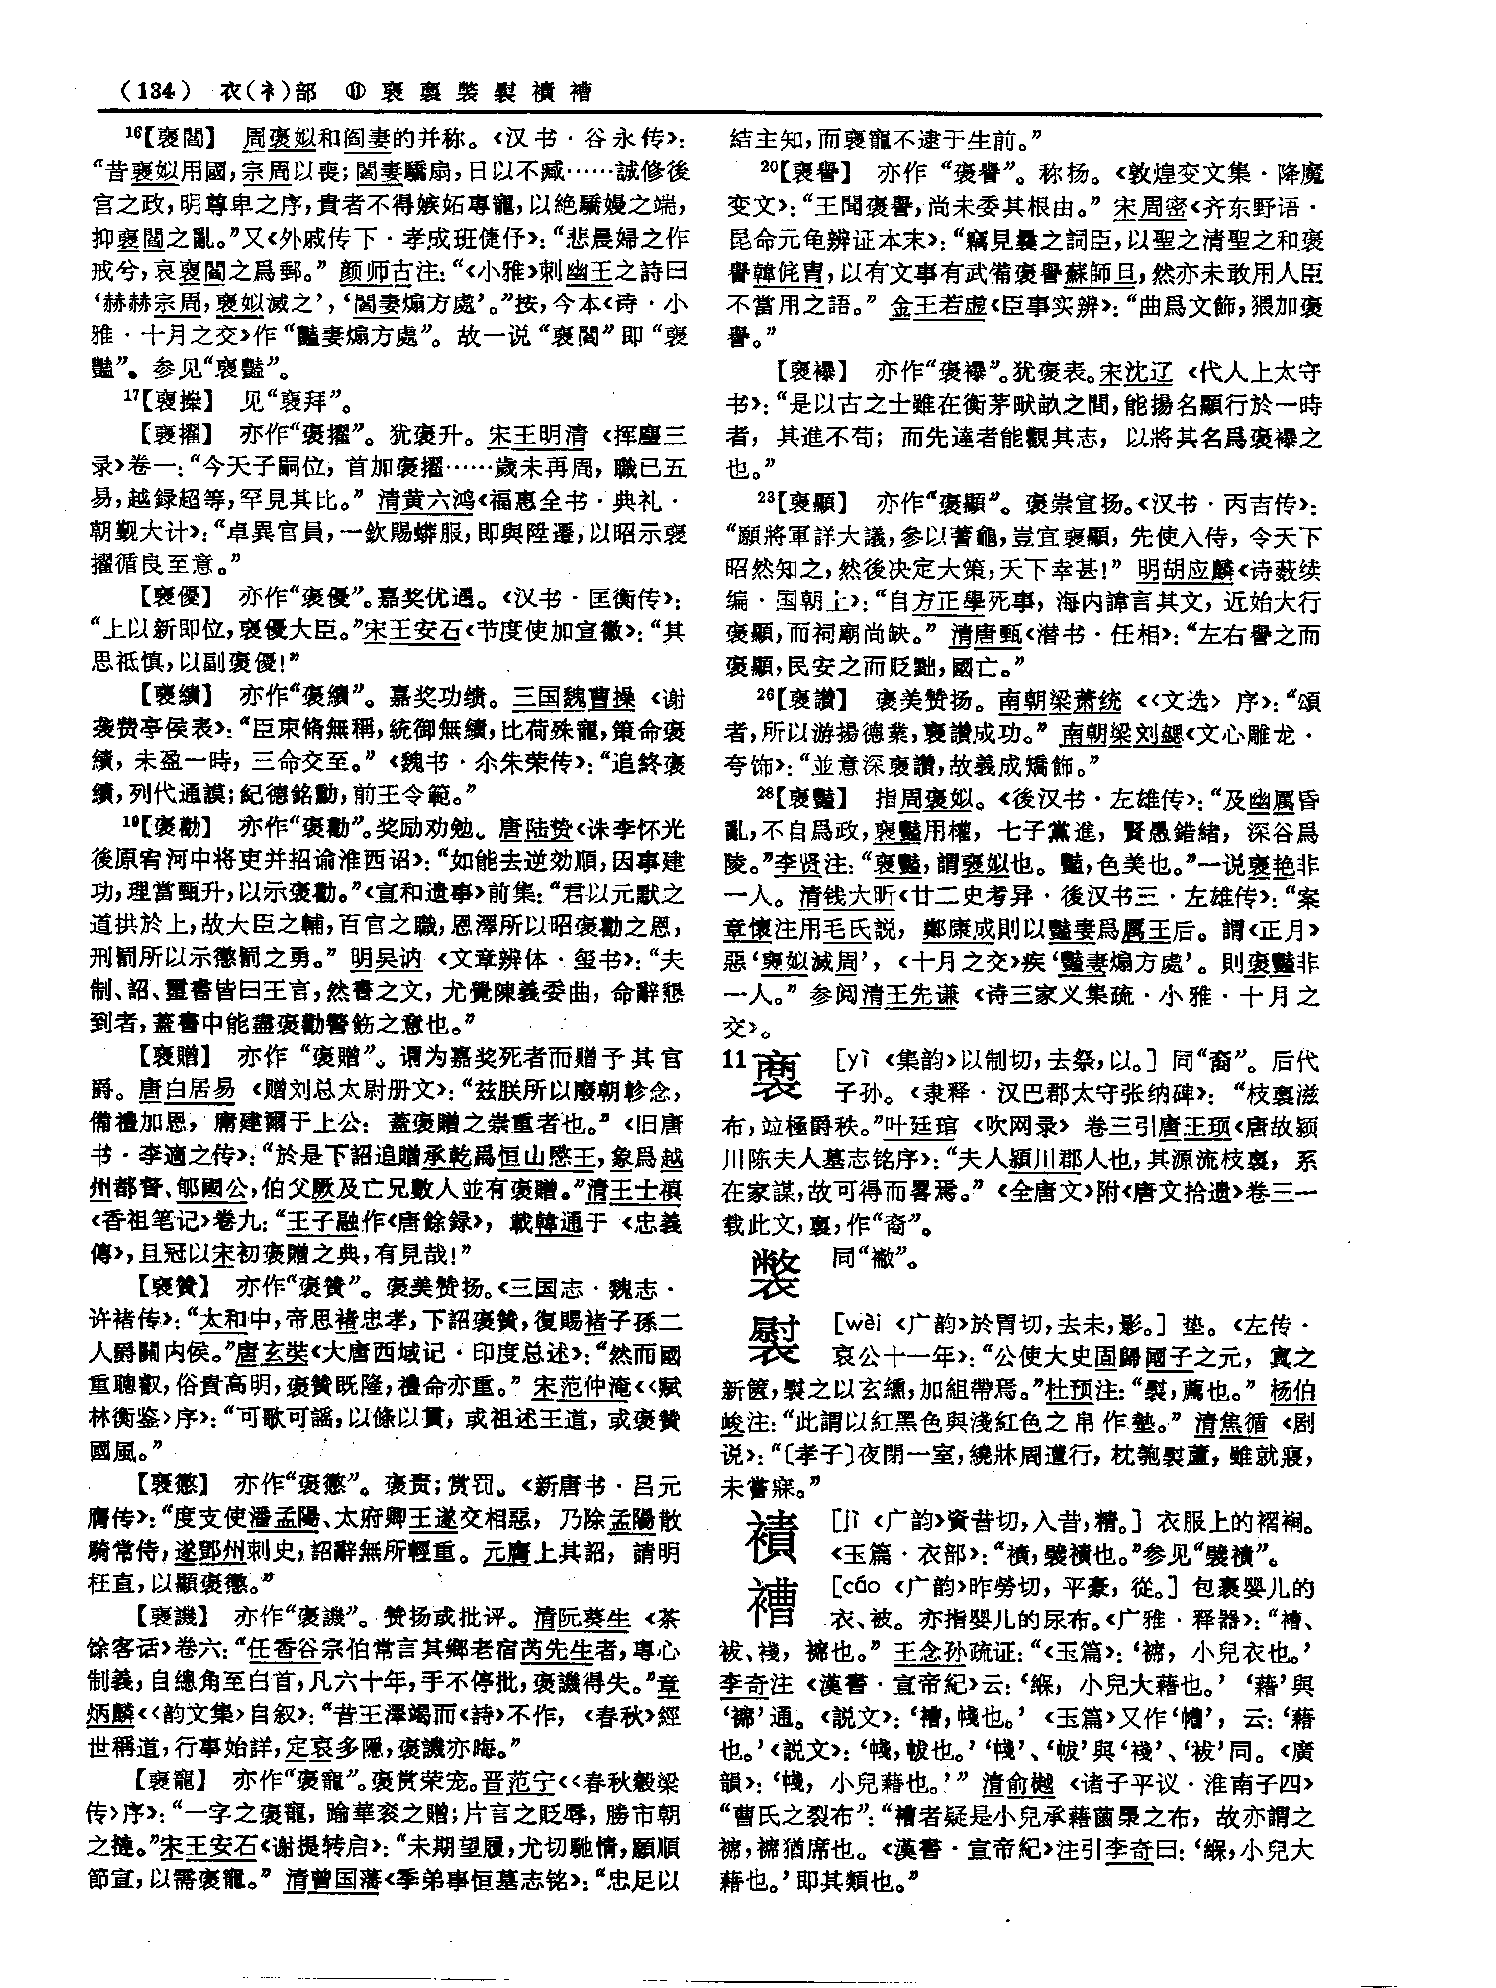 (134) 衣(衤)部 ⑪ 褒 裛 褩 褽 襀 褿
¹⁶【襃閻】 周褒姒和阎妻的并称。《汉书·谷永传》:
“昔襃姒用國,宗周以喪;閻妻驕扇,日以不臧……誠修後
宫之政,明尊卑之序,貴者不得嫉妬專寵,以絶驕嫚之端,
抑襃閻之亂。”又《外戚传下·孝成班倢伃》:“悲晨婦之作
戒兮,哀襃閻之爲郵。” 颜师古注:“《小雅》刺幽王之詩曰
‘赫赫宗周,襃姒滅之’,‘閻妻煽方處’。”按,今本《诗·小
雅·十月之交》作“豔妻煽方處”。故一说“襃閻”即“襃
豔”。参见“襃豔”。
¹⁷【襃操】 见“襃拜”。
【襃擢】 亦作“褒擢”。犹褒升。宋王明清《挥麈三
录》卷一:“今天子嗣位,首加褒擢……歲未再周,職已五
易,越録超等,罕見其比。” 清黄六鸿《福惠全书·典礼·
朝觐大计》:“卓異官員,一欽賜蟒服,即與陞遷,以昭示襃
擢循良至意。”
【襃優】 亦作“褒優”。嘉奖优遇。《汉书·匡衡传》:
“上以新即位,襃優大臣。”宋王安石《节度使加宣徽》:“其
思祗慎,以副褒優!”
【襃績】 亦作“褒績”。嘉奖功绩。三国魏曹操《谢
袭费亭侯表》:“臣束脩無稱,統御無績,比荷殊寵,策命褒
績,未盈一時,三命交至。”《魏书·尒朱荣传》:“追終褒
績,列代通謨;紀德銘勳,前王令範。”
¹⁹【襃勸】 亦作“褒勸”。奖励劝勉。唐陆贽《诛李怀光
後原宥河中将吏并招谕淮西诏》:“如能去逆効順,因事建
功,理當甄升,以示褒勸。”《宣和遗事》前集:“君以元默之
道拱於上,故大臣之輔,百官之職,恩澤所以昭褒勸之恩,
刑罰所以示懲罰之勇。” 明吴讷《文章辨体·玺书》:“夫
制、詔、璽書皆曰王言,然書之文,尤覺陳義委曲,命辭懇
到者,蓋書中能盡褒勸警飭之意也。”
【襃贈】 亦作“褒贈”。谓为嘉奖死者而赠予其官
爵。唐白居易《赠刘总太尉册文》:“兹朕所以廢朝軫念,
備禮加恩,庸建爾于上公:蓋褒贈之崇重者也。”《旧唐
书·李適之传》:“於是下詔追贈承乾爲恒山愍王,象爲越
州都督、郇國公,伯父厥及亡兄數人並有褒贈。”清王士禛
《香祖笔记》卷九:“王子融作《唐餘録》,載韓通于《忠義
傳》,且冠以宋初褒贈之典,有見哉!”
【襃贊】 亦作“褒贊”。褒美赞扬。《三国志·魏志·
许褚传》:“太和中,帝思褚忠孝,下詔褒贊,復賜褚子孫二
人爵關内侯。”唐玄奘《大唐西域记·印度总述》:“然而國
重聰叡,俗貴高明,褒贊既隆,禮命亦重。” 宋范仲淹《〈赋
林衡鉴〉序》:“可歌可謡,以條以貫,或祖述王道,或褒贊
國風。”
【襃懲】 亦作“褒懲”。褒责;赏罚。《新唐书·吕元
膺传》:“度支使潘孟陽、太府卿王遂交相惡,乃除孟陽散
騎常侍,遂鄧州刺史,詔辭無所輕重。元膺上其詔,請明
枉直,以顯褒懲。”
【襃譏】 亦作“褒譏”。赞扬或批评。清阮葵生《茶
馀客话》卷六:“任香谷宗伯常言其鄉老宿芮先生者,專心
制義,自總角至白首,凡六十年,手不停批,褒譏得失。”章
炳麟《〈韵文集〉自叙》:“昔王澤竭而《詩》不作,《春秋》經
世稱道,行事始詳,定哀多隱,褒譏亦晦。”
【襃寵】 亦作“褒寵”。褒赏荣宠。晋范宁《〈春秋榖梁
传〉序》:“一字之褒寵,踰華衮之贈;片言之貶辱,勝市朝
之撻。”宋王安石《谢提转启》:“未期望履,尤切馳情,願順
節宣,以需褒寵。” 清曾国藩《季弟事恒墓志铭》:“忠足以
結主知,而襃寵不逮于生前。”
²⁰【襃譽】 亦作“褒譽”。称扬。《敦煌变文集·降魔
变文》:“王聞褒譽,尚未委其根由。” 宋周密《齐东野语·
昆命元龟辨证本末》:“竊見曩之詞臣,以聖之清聖之和褒
譽韓侂胄,以有文事有武備褒譽蘇師旦,然亦未敢用人臣
不當用之語。” 金王若虚《臣事实辨》:“曲爲文飾,猥加褒
譽。”
【襃襮】 亦作“褒襮”。犹褒表。宋沈辽《代人上太守
书》:“是以古之士雖在衡茅畎畝之間,能揚名顯行於一時
者,其進不苟;而先達者能觀其志,以將其名爲褒襮之
也。”
²³【襃顯】 亦作“褒顯”。褒崇宣扬。《汉书·丙吉传》:
“願將軍詳大議,參以蓍龜,豈宜襃顯,先使入侍,令天下
昭然知之,然後决定大策,天下幸甚!” 明胡应麟《诗薮续
编·国朝上》:“自方正學死事,海内諱言其文,近始大行
褒顯,而祠廟尚缺。” 清唐甄《潜书·任相》:“左右譽之而
褒顯,民安之而貶黜,國亡。”
²⁶【襃讚】 褒美赞扬。南朝梁萧统《〈文选〉序》:“頌
者,所以游揚德業,襃讚成功。” 南朝梁刘勰《文心雕龙·
夸饰》:“並意深襃讚,故義成矯飾。”
²⁸【襃豔】 指周褒姒。《後汉书·左雄传》:“及幽厲昏
亂,不自爲政,襃豔用權,七子黨進,賢愚錯緒,深谷爲
陵。”李贤注:“襃豔,謂襃姒也。豔,色美也。”一说褒艳非
一人。清钱大昕《廿二史考异·後汉书三·左雄传》:“案
章懷注用毛氏説,鄭康成則以豔妻爲厲王后。謂《正月》
惡‘襃姒滅周’,《十月之交》疾‘豔妻煽方處’。則褒豔非
一人。” 参阅清王先谦《诗三家义集疏·小雅·十月之
交》。
11 [yì《集韵》以制切,去祭,以。] 同“裔”。后代
子孙。《隶释·汉巴郡太守张纳碑》:“枝裔滋
布,竝極爵秩。”叶廷琯《吹网录》卷三引唐王顼《唐故颍
川陈夫人墓志铭序》:“夫人潁川郡人也,其源流枝裔,系
在家諜,故可得而畧焉。”《全唐文》附《唐文拾遗》卷三一
载此文,作“裔”。
同“襒”。
褽 [wèi《广韵》於胃切,去未,影。] 垫。《左传·
哀公十一年》:“公使大史固歸國子之元,寘之
新篋,褽之以玄纁,加組帶焉。”杜预注:“褽,薦也。” 杨伯
峻注:“此謂以紅黑色與淺紅色之帛作墊。” 清焦循《剧
说》:“〔孝子〕夜閉一室,繞牀周遭行,枕匏褽蘆,雖就寢,
未嘗寐。”
襀 [jī《广韵》資昔切,入昔,精。] 衣服上的褶裥。
《玉篇·衣部》:“襀,襞襀也。”参见“襞襀”。
褿 [cáo《广韵》昨勞切,平豪,從。] 包裹婴儿的
衣、被。亦指婴儿的尿布。《广雅·释器》:“褿、
袚、𧝐,褯也。” 王念孙疏证:“《玉篇》:‘褯,小兒衣也。’
李奇注《漢書·宣帝紀》云:‘緥,小兒大藉也。’ ‘藉’與
‘褯’通。《説文》:‘褿,㡞也。’《玉篇》又作‘㡟’,云:‘藉
也。’《説文》:‘㡞,帗也。’‘㡞’、‘帗’與‘𧝐’、‘袚’同。《廣
韻》:‘㡞,小兒藉也。’” 清俞樾《诸子平议·淮南子四》
“曹氏之裂布”:“褿者疑是小兒承藉菌褥之布,故亦謂之
褯,褯猶席也。《漢書·宣帝紀》注引李奇曰:‘緥,小兒大
藉也。’即其類也。”